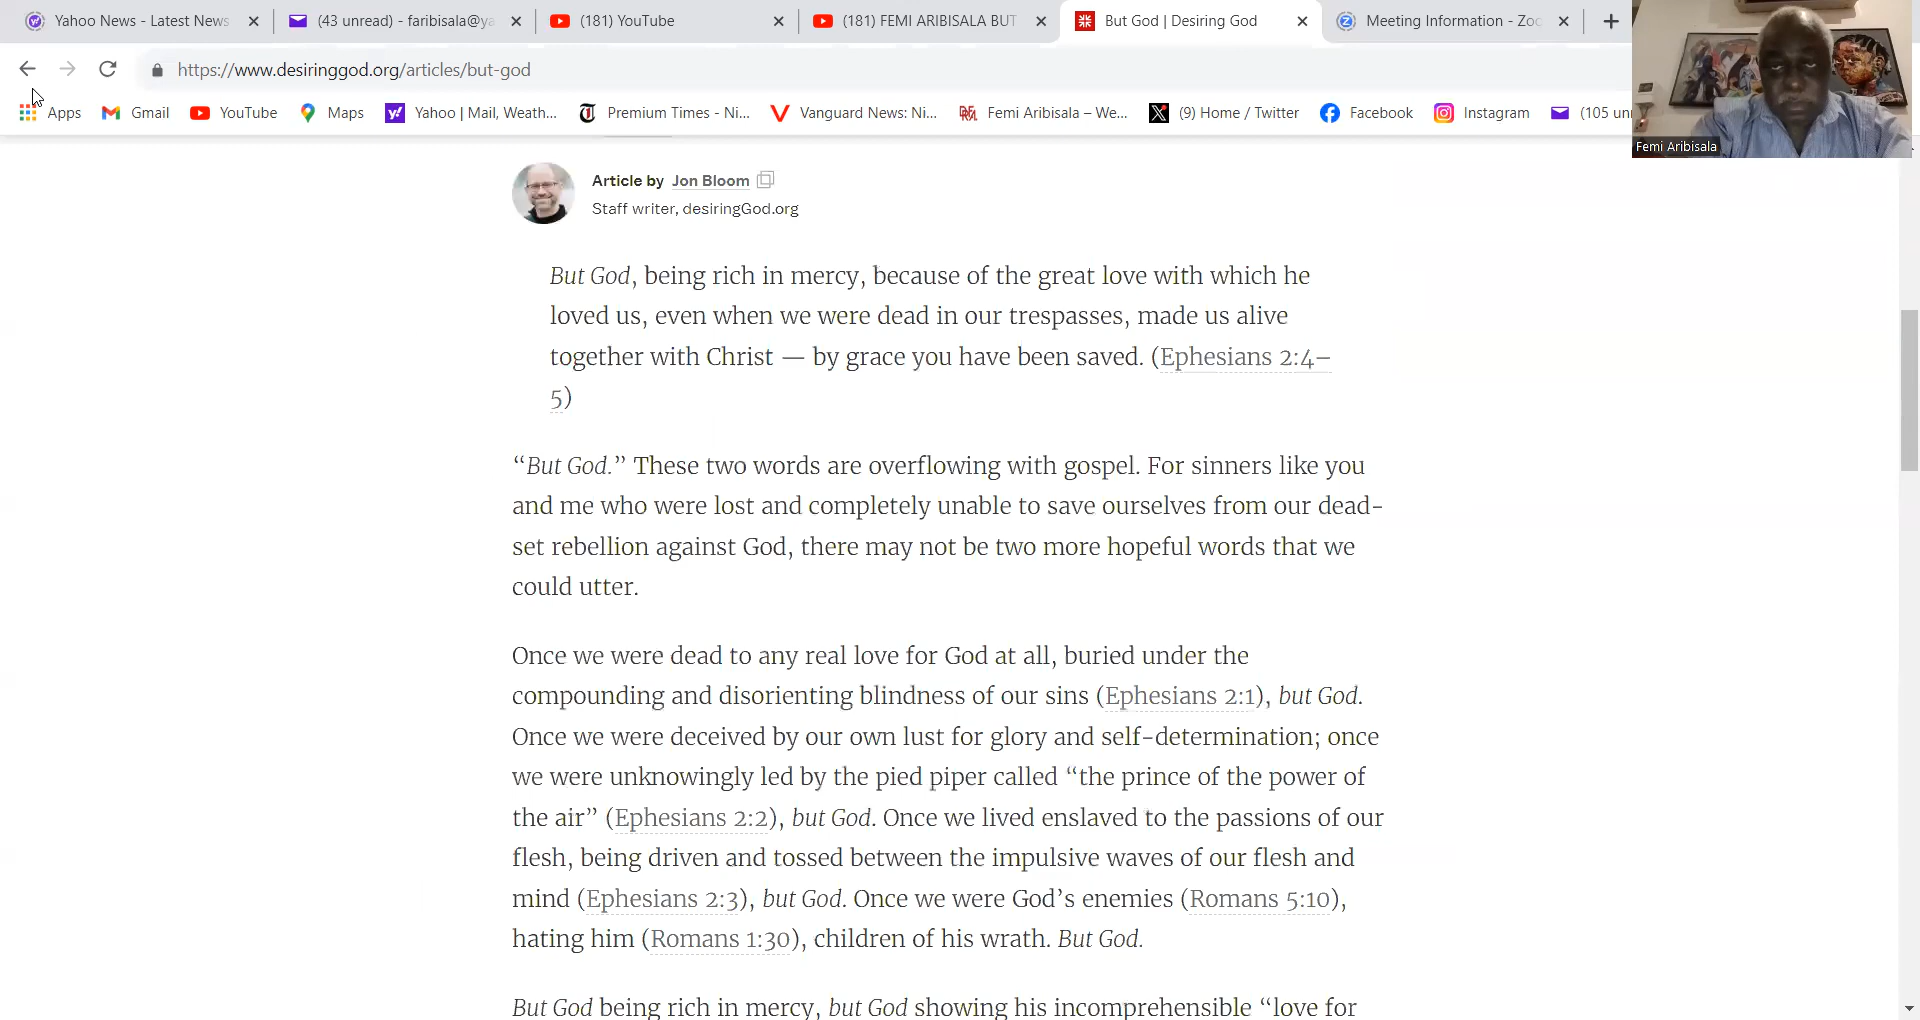 Yahoo News - Latest News
(43 unread) - faribisala@ya
(181) YouTube
(181) FEMI ARIBISALA BUT
But God | Desiring God
Meeting Information - Zoo
https://www.desiringgod.org/articles/but-god
Apps
Gmail
YouTube
Maps
Yahoo | Mail, Weath...
Premium Times - Ni...
Vanguard News: Ni...
Femi Aribisala – We...
(9) Home / Twitter
Facebook
Instagram
(105 un
Femi Aribisala
Article by Jon Bloom
Staff writer, desiringGod.org
But God, being rich in mercy, because of the great love with which he
loved us, even when we were dead in our trespasses, made us alive
together with Christ — by grace you have been saved. (Ephesians 2:4–
5)
“But God.” These two words are overflowing with gospel. For sinners like you
and me who were lost and completely unable to save ourselves from our dead-
set rebellion against God, there may not be two more hopeful words that we
could utter.
Once we were dead to any real love for God at all, buried under the
compounding and disorienting blindness of our sins (Ephesians 2:1), but God.
Once we were deceived by our own lust for glory and self-determination; once
we were unknowingly led by the pied piper called “the prince of the power of
the air” (Ephesians 2:2), but God. Once we lived enslaved to the passions of our
flesh, being driven and tossed between the impulsive waves of our flesh and
mind (Ephesians 2:3), but God. Once we were God’s enemies (Romans 5:10),
hating him (Romans 1:30), children of his wrath. But God.
But God being rich in mercy, but God showing his incomprehensible “love for